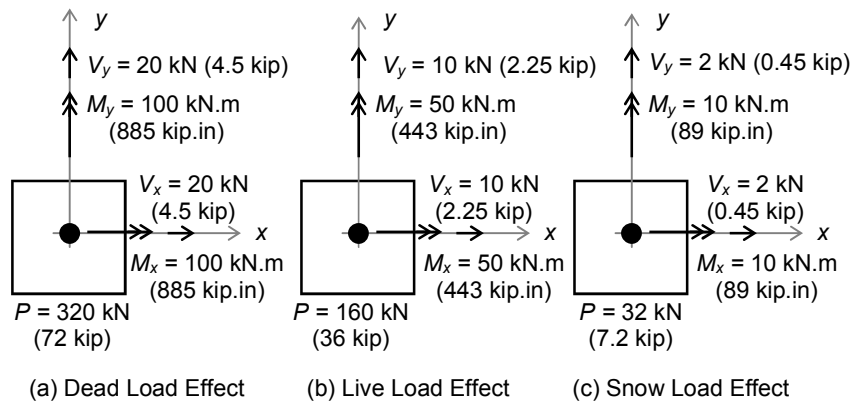 y
V_y = 20 kN (4.5 kip)
M_y = 100 kN.m
(885 kip.in)
V_x = 20 kN
(4.5 kip)
x
M_x = 100 kN.m
(885 kip.in)
P = 320 kN
(72 kip)
(a) Dead Load Effect
y
V_y = 10 kN (2.25 kip)
M_y = 50 kN.m
(443 kip.in)
V_x = 10 kN
(2.25 kip)
x
M_x = 50 kN.m
(443 kip.in)
P = 160 kN
(36 kip)
(b) Live Load Effect
y
V_y = 2 kN (0.45 kip)
M_y = 10 kN.m
(89 kip.in)
V_x = 2 kN
(0.45 kip)
x
M_x = 10 kN.m
(89 kip.in)
P = 32 kN
(7.2 kip)
(c) Snow Load Effect